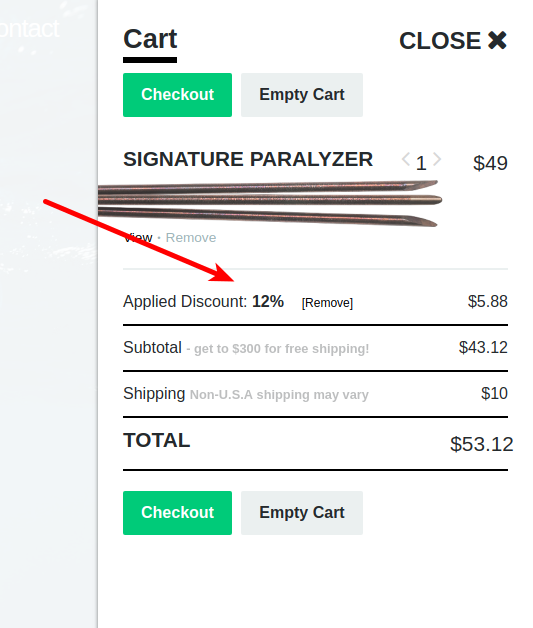 ontact
Cart
CLOSE ✖
Checkout
Empty Cart
SIGNATURE PARALYZER
1
$49
View · Remove
Applied Discount: 12% [Remove] $5.88
Subtotal - get to $300 for free shipping! $43.12
Shipping Non-U.S.A shipping may vary $10
TOTAL $53.12
Checkout
Empty Cart